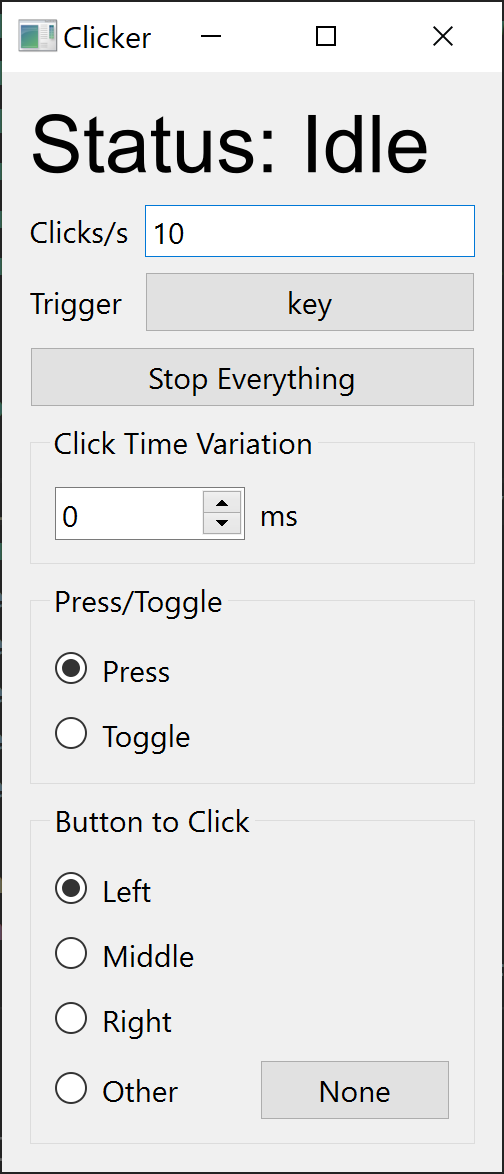 Clicker
Status: Idle
Clicks/s 10
Trigger key
Stop Everything
Click Time Variation
0 ms
Press/Toggle
Press
Toggle
Button to Click
Left
Middle
Right
Other None